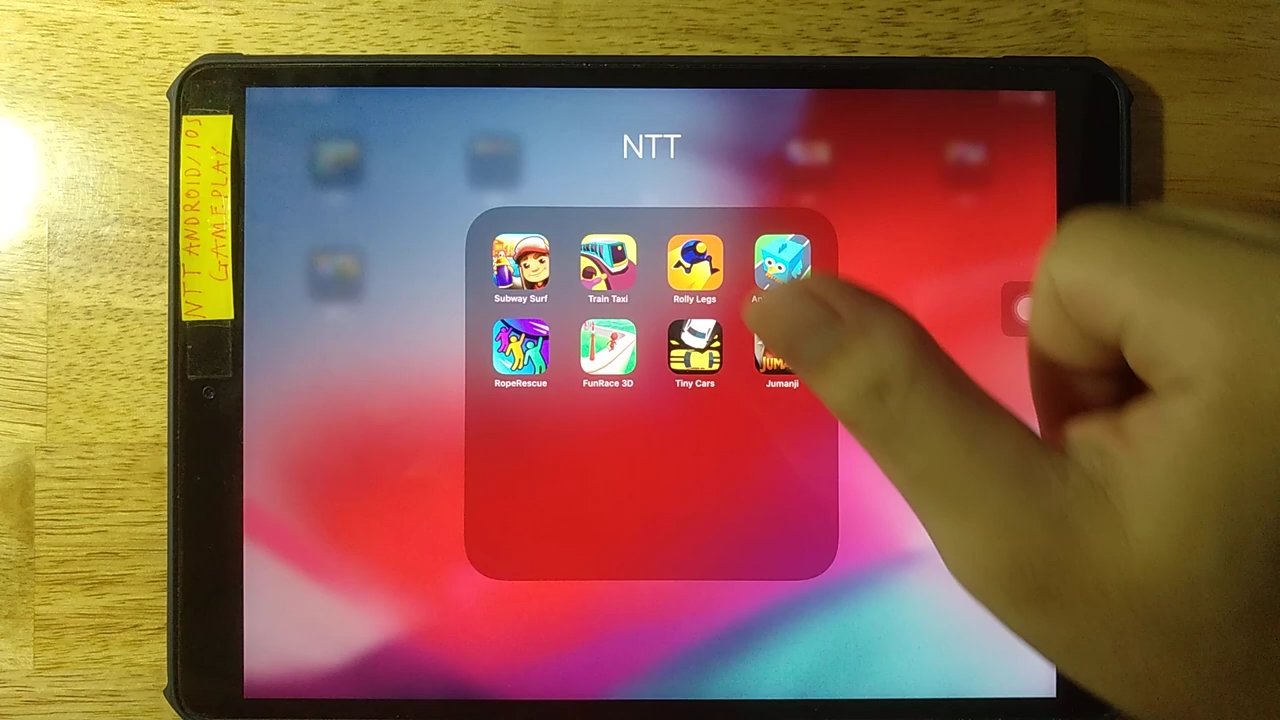 NTT ANDROID/IOS
GAMEPLAY
NTT
Subway Surf
Train Taxi
Rolly Legs
RopeRescue
FunRace 3D
Tiny Cars
Jumanji